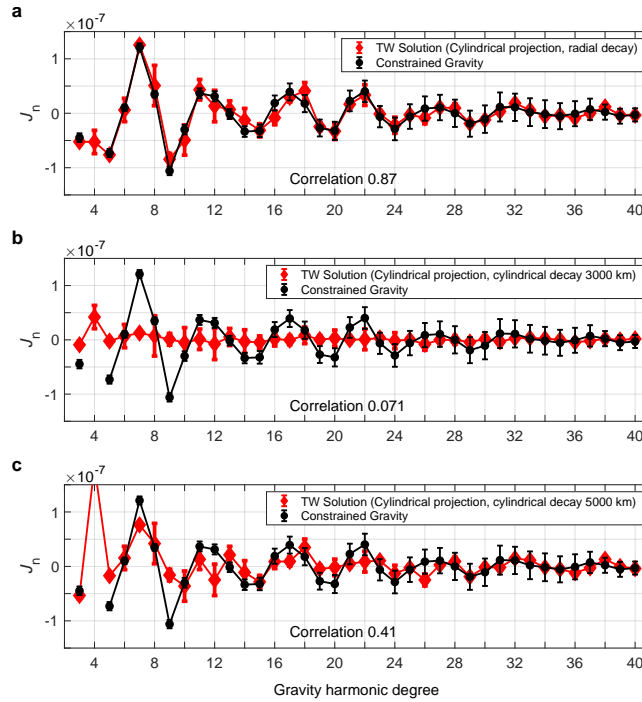 a
×10⁻⁷
TW Solution (Cylindrical projection, radial decay)
Constrained Gravity
1
0
-1
J_n
Correlation 0.87
4 8 12 16 20 24 28 32 36 40
b
×10⁻⁷
TW Solution (Cylindrical projection, cylindrical decay 3000 km)
Constrained Gravity
1
0
-1
J_n
Correlation 0.071
4 8 12 16 20 24 28 32 36 40
c
×10⁻⁷
TW Solution (Cylindrical projection, cylindrical decay 5000 km)
Constrained Gravity
1
0
-1
J_n
Correlation 0.41
4 8 12 16 20 24 28 32 36 40
Gravity harmonic degree